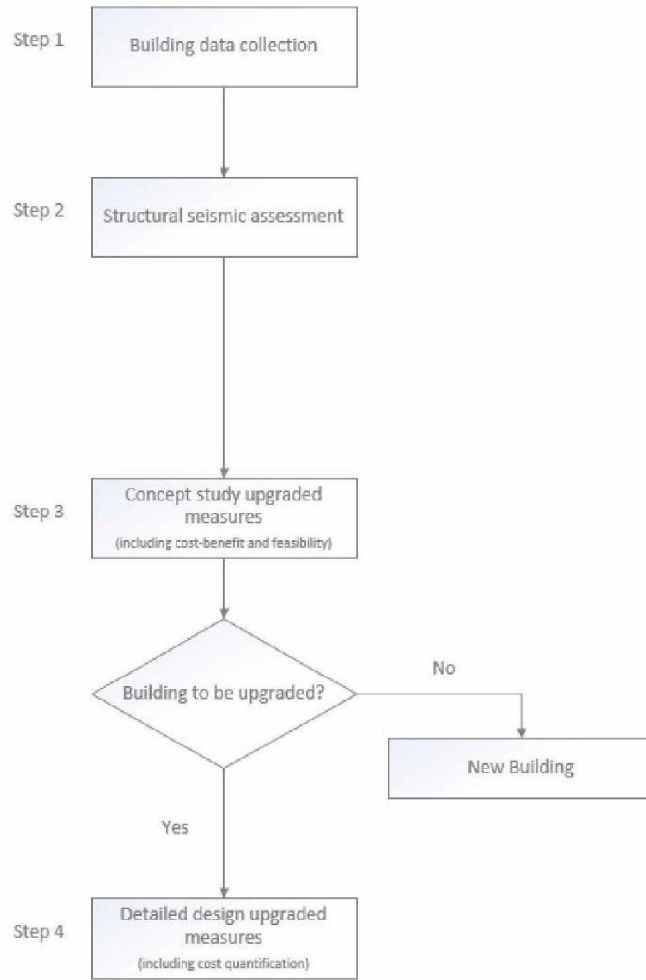 Step 1
Building data collection
Step 2
Structural seismic assessment
Step 3
Concept study upgraded
measures
(including cost-benefit and feasibility)
Building to be upgraded?
No
New Building
Yes
Step 4
Detailed design upgraded
measures
(including cost quantification)